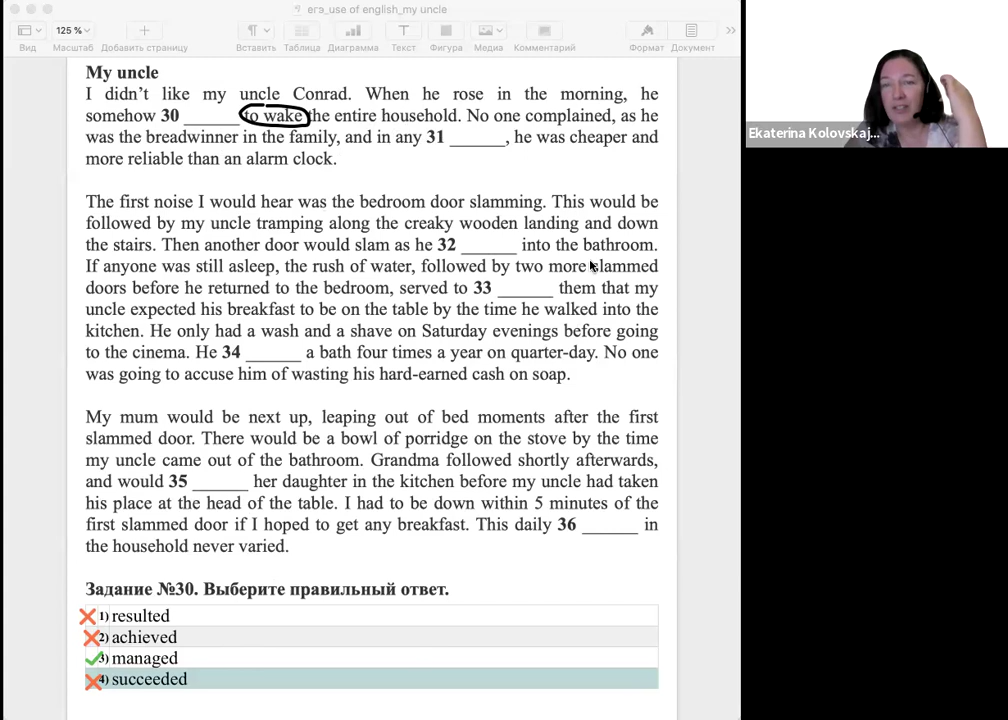 ега_use of english_my uncle
125 %
Вид
Масштаб
Добавить страницу
Вставить
Таблица
Диаграмма
Текст
Фигура
Медиа
Комментарий
Формат
Документ
My uncle
I didn't like my uncle Conrad. When he rose in the morning, he
somehow 30 ______ to wake the entire household. No one complained, as he
was the breadwinner in the family, and in any 31 ______, he was cheaper and
more reliable than an alarm clock.
The first noise I would hear was the bedroom door slamming. This would be
followed by my uncle tramping along the creaky wooden landing and down
the stairs. Then another door would slam as he 32 ______ into the bathroom.
If anyone was still asleep, the rush of water, followed by two more slammed
doors before he returned to the bedroom, served to 33 ______ them that my
uncle expected his breakfast to be on the table by the time he walked into the
kitchen. He only had a wash and a shave on Saturday evenings before going
to the cinema. He 34 ______ a bath four times a year on quarter-day. No one
was going to accuse him of wasting his hard-earned cash on soap.
My mum would be next up, leaping out of bed moments after the first
slammed door. There would be a bowl of porridge on the stove by the time
my uncle came out of the bathroom. Grandma followed shortly afterwards,
and would 35 ______ her daughter in the kitchen before my uncle had taken
his place at the head of the table. I had to be down within 5 minutes of the
first slammed door if I hoped to get any breakfast. This daily 36 ______ in
the household never varied.
Задание №30. Выберите правильный ответ.
1) resulted
2) achieved
3) managed
4) succeeded
Ekaterina Kolovskaj...